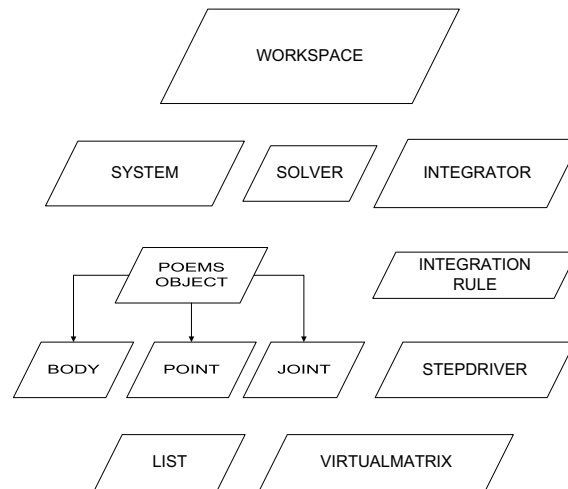 WORKSPACE
SYSTEM
SOLVER
INTEGRATOR
POEMS
OBJECT
INTEGRATION
RULE
BODY
POINT
JOINT
STEPDRIVER
LIST
VIRTUALMATRIX